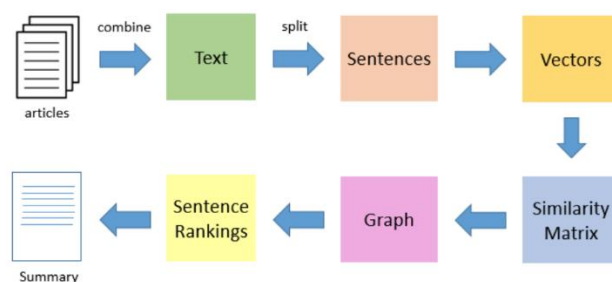 combine
split
Text
Sentences
Vectors
articles
Similarity
Matrix
Graph
Sentence
Rankings
Summary